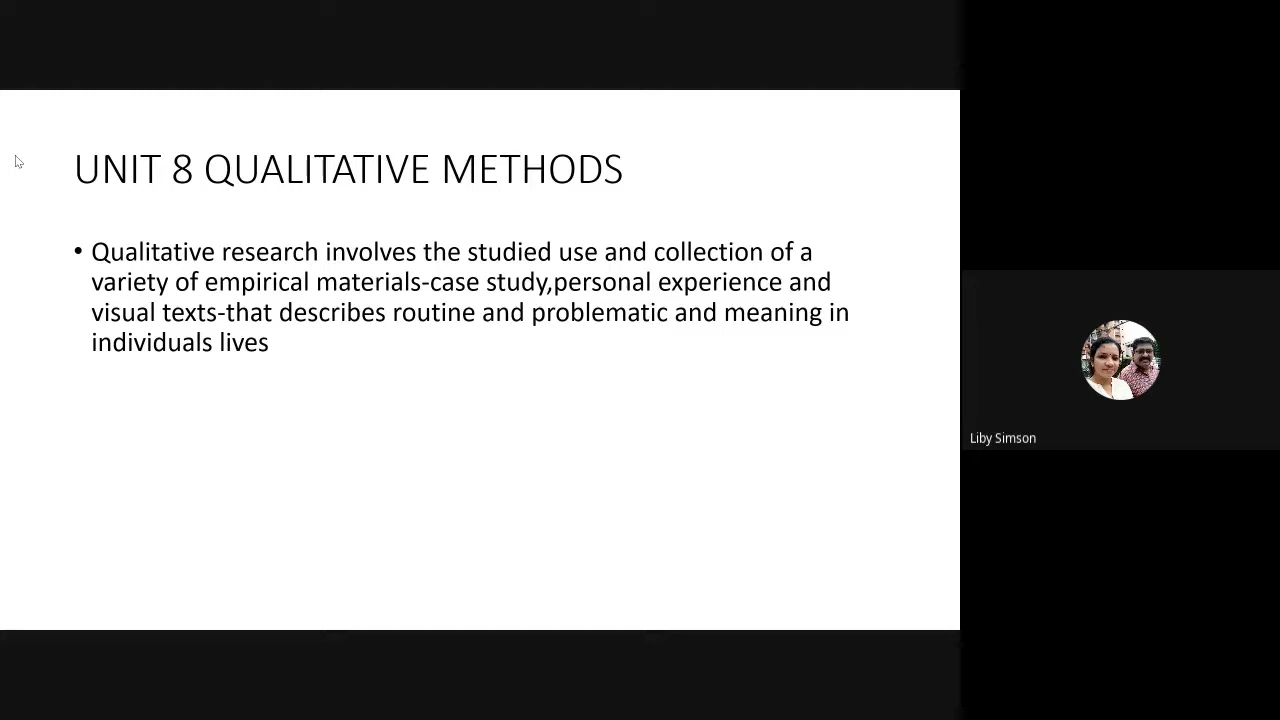 UNIT 8 QUALITATIVE METHODS
• Qualitative research involves the studied use and collection of a
variety of empirical materials-case study,personal experience and
visual texts-that describes routine and problematic and meaning in
individuals lives
Liby Simson